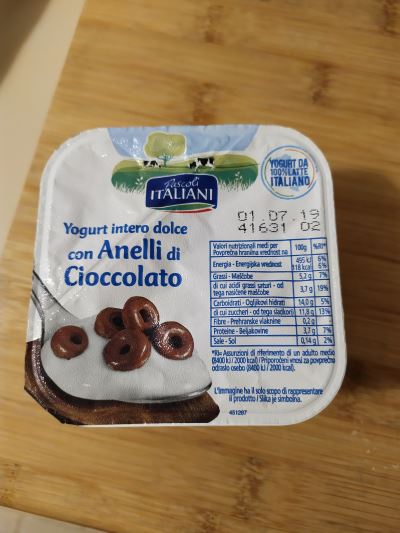 Pascoli
ITALIANI
YOGURT DA
100% LATTE
ITALIANO
Yogurt intero dolce
con Anelli di
Cioccolato
01.07.19
41631 02
Valori nutrizionali medi per
Povprečna hranilna vrednost na
100g
%RI*
Energia - Energijska vrednost
495 kJ 6%
118 kcal 6%
Grassi - Maščobe 5,2 g 7%
di cui acidi grassi saturi - od
tega nasičene maščobe 3,7 g 19%
Carboidrati - Ogljikovi hidrati 14,0 g 5%
di cui zuccheri - od tega sladkorji 11,8 g 13%
Fibre - Prehranske vlaknine 0,2 g
Proteine - Beljakovine 3,3 g 7%
Sale - Sol 0,14 g 2%
*RI= Assunzioni di riferimento di un adulto medio
(8400 kJ / 2000 kcal) / Priporočeni vnosi za povprečno
odraslo osebo (8400 kJ / 2000 kcal).
L'immagine ha il solo scopo di rappresentare
il prodotto / Slika je simbolna.
451287